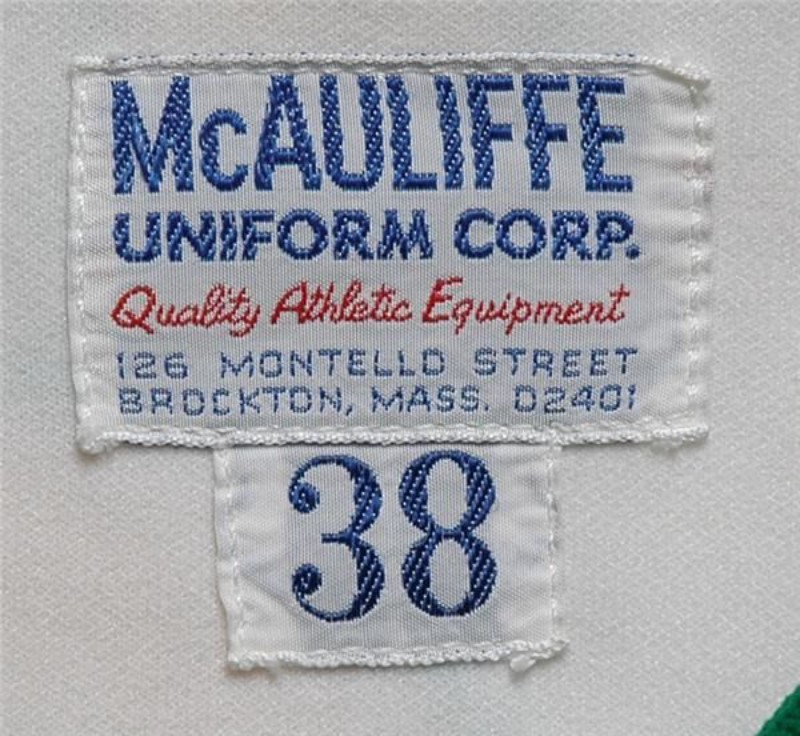 McAULIFFE
UNIFORM CORP.
Quality Athletic Equipment
126 MONTELLO STREET
BROCKTON, MASS. 02401
38